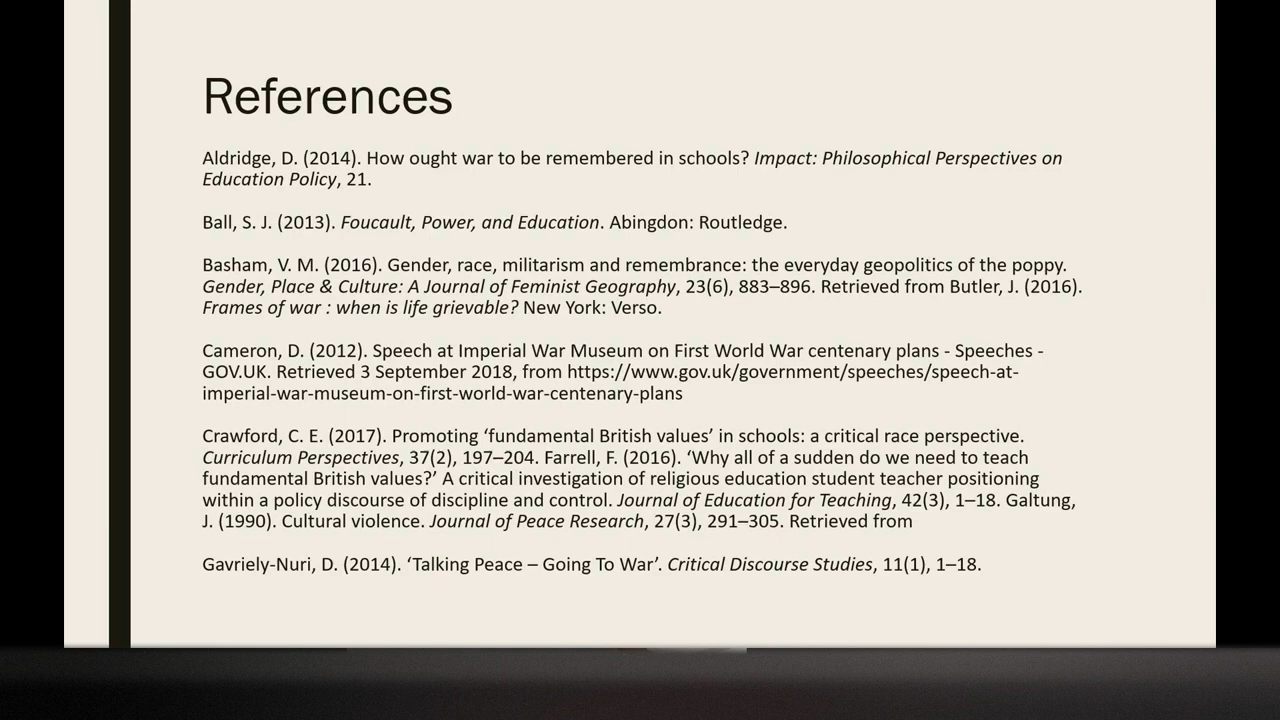 References
Aldridge, D. (2014). How ought war to be remembered in schools? Impact: Philosophical Perspectives on
Education Policy, 21.
Ball, S. J. (2013). Foucault, Power, and Education. Abingdon: Routledge.
Basham, V. M. (2016). Gender, race, militarism and remembrance: the everyday geopolitics of the poppy.
Gender, Place & Culture: A Journal of Feminist Geography, 23(6), 883–896. Retrieved from Butler, J. (2016).
Frames of war : when is life grievable? New York: Verso.
Cameron, D. (2012). Speech at Imperial War Museum on First World War centenary plans - Speeches -
GOV.UK. Retrieved 3 September 2018, from https://www.gov.uk/government/speeches/speech-at-
imperial-war-museum-on-first-world-war-centenary-plans
Crawford, C. E. (2017). Promoting ‘fundamental British values’ in schools: a critical race perspective.
Curriculum Perspectives, 37(2), 197–204. Farrell, F. (2016). ‘Why all of a sudden do we need to teach
fundamental British values?’ A critical investigation of religious education student teacher positioning
within a policy discourse of discipline and control. Journal of Education for Teaching, 42(3), 1–18. Galtung,
J. (1990). Cultural violence. Journal of Peace Research, 27(3), 291–305. Retrieved from
Gavriely-Nuri, D. (2014). ‘Talking Peace – Going To War’. Critical Discourse Studies, 11(1), 1–18.